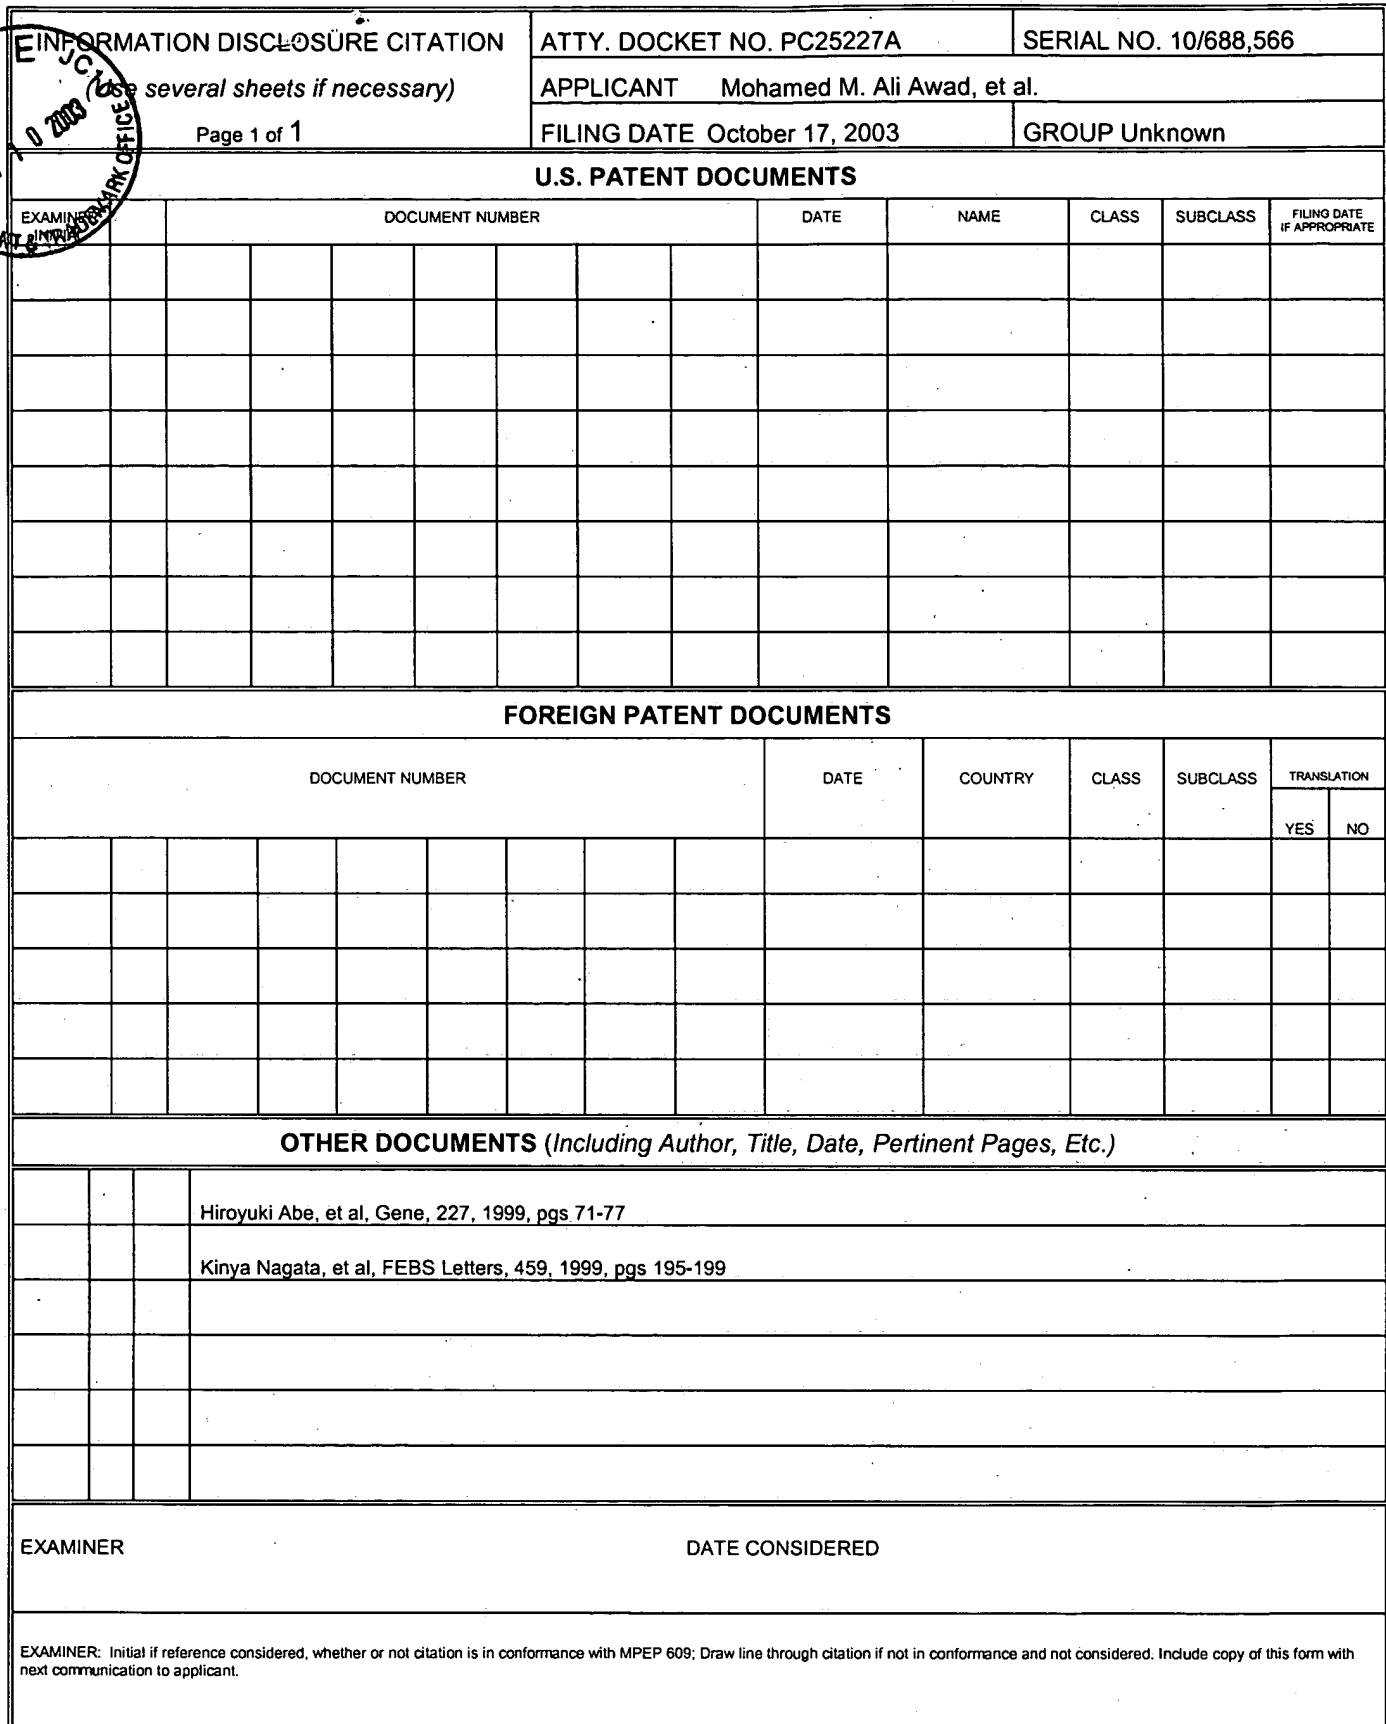 INFORMATION DISCLOSURE CITATION
(Use several sheets if necessary)
Page 1 of 1
ATTY. DOCKET NO. PC25227A
SERIAL NO. 10/688,566
APPLICANT Mohamed M. Ali Awad, et al.
FILING DATE October 17, 2003
GROUP Unknown
U.S. PATENT DOCUMENTS
EXAMINER INITIAL
DOCUMENT NUMBER
DATE
NAME
CLASS
SUBCLASS
FILING DATE
IF APPROPRIATE
FOREIGN PATENT DOCUMENTS
DOCUMENT NUMBER
DATE
COUNTRY
CLASS
SUBCLASS
TRANSLATION
YES
NO
OTHER DOCUMENTS (Including Author, Title, Date, Pertinent Pages, Etc.)
Hiroyuki Abe, et al, Gene, 227, 1999, pgs 71-77
Kinya Nagata, et al, FEBS Letters, 459, 1999, pgs 195-199
EXAMINER
DATE CONSIDERED
EXAMINER: Initial if reference considered, whether or not citation is in conformance with MPEP 609; Draw line through citation if not in conformance and not considered. Include copy of this form with
next communication to applicant.